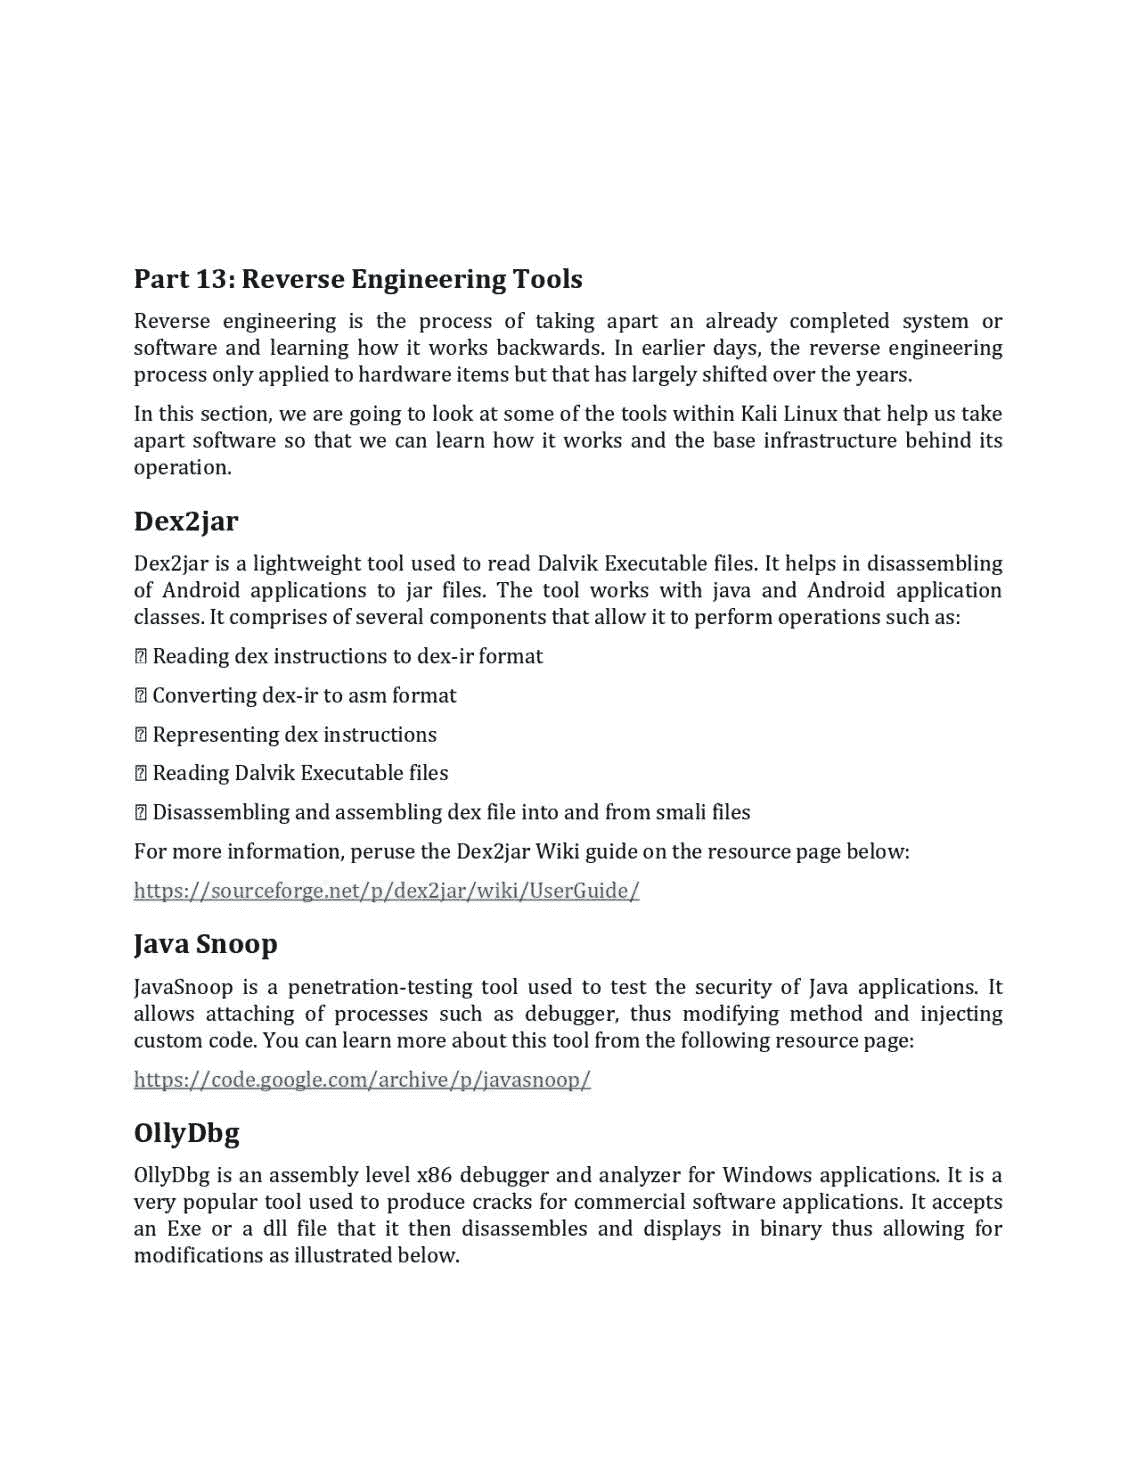 Part 13: Reverse Engineering Tools
Reverse engineering is the process of taking apart an already completed system or
software and learning how it works backwards. In earlier days, the reverse engineering
process only applied to hardware items but that has largely shifted over the years.
In this section, we are going to look at some of the tools within Kali Linux that help us take
apart software so that we can learn how it works and the base infrastructure behind its
operation.
Dex2jar
Dex2jar is a lightweight tool used to read Dalvik Executable files. It helps in disassembling
of Android applications to jar files. The tool works with java and Android application
classes. It comprises of several components that allow it to perform operations such as:
⍰ Reading dex instructions to dex-ir format
⍰ Converting dex-ir to asm format
⍰ Representing dex instructions
⍰ Reading Dalvik Executable files
⍰ Disassembling and assembling dex file into and from smali files
For more information, peruse the Dex2jar Wiki guide on the resource page below:
https://sourceforge.net/p/dex2jar/wiki/UserGuide/
Java Snoop
JavaSnoop is a penetration-testing tool used to test the security of Java applications. It
allows attaching of processes such as debugger, thus modifying method and injecting
custom code. You can learn more about this tool from the following resource page:
https://code.google.com/archive/p/javasnoop/
OllyDbg
OllyDbg is an assembly level x86 debugger and analyzer for Windows applications. It is a
very popular tool used to produce cracks for commercial software applications. It accepts
an Exe or a dll file that it then disassembles and displays in binary thus allowing for
modifications as illustrated below.